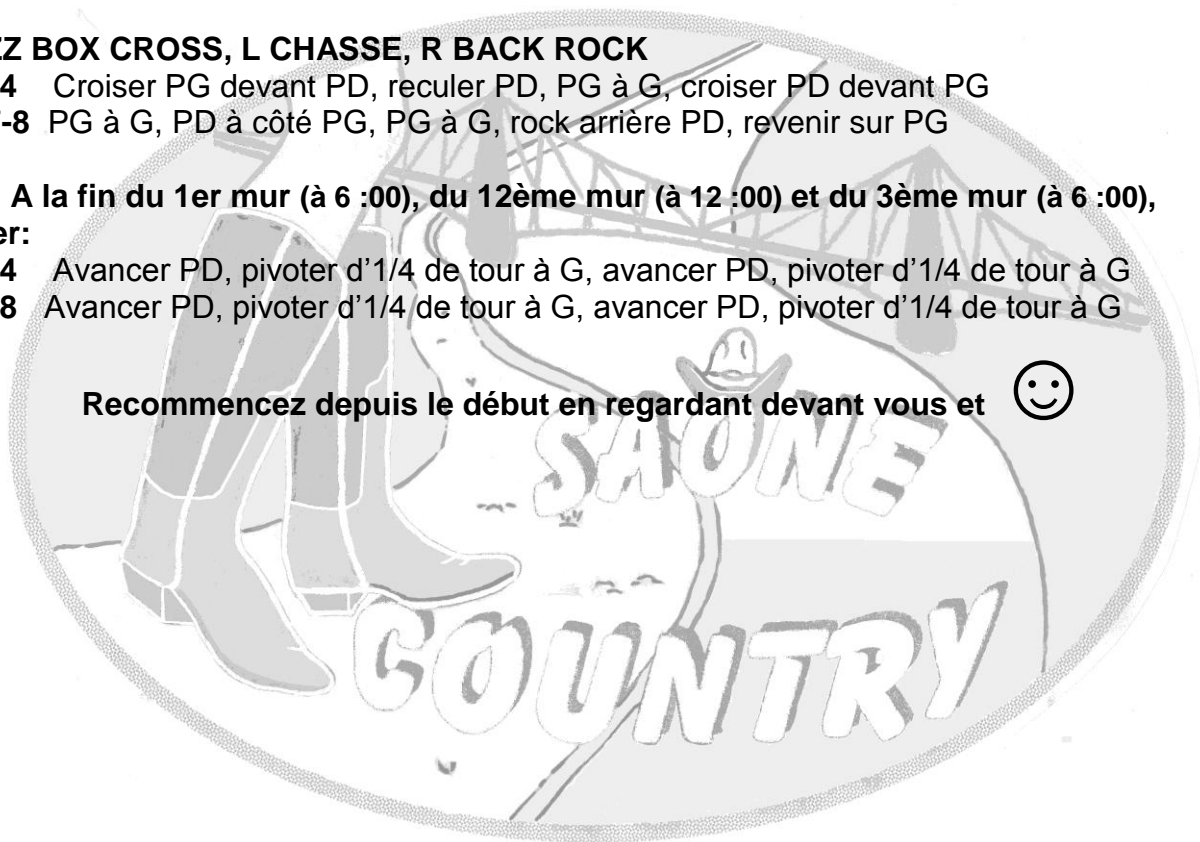 ZZ BOX CROSS, L CHASSE, R BACK ROCK
4 Croiser PG devant PD, reculer PD, PG à G, croiser PD devant PG
-8 PG à G, PD à côté PG, PG à G, rock arrière PD, revenir sur PG
A la fin du 1er mur (à 6 :00), du 12ème mur (à 12 :00) et du 3ème mur (à 6 :00),
er:
4 Avancer PD, pivoter d’1/4 de tour à G, avancer PD, pivoter d’1/4 de tour à G
8 Avancer PD, pivoter d’1/4 de tour à G, avancer PD, pivoter d’1/4 de tour à G
Recommencez depuis le début en regardant devant vous et
SAONE
COUNTRY